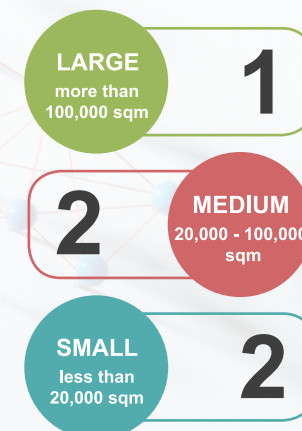 LARGE
more than
100,000 sqm
1
2
MEDIUM
20,000 - 100,000
sqm
SMALL
less than
20,000 sqm
2